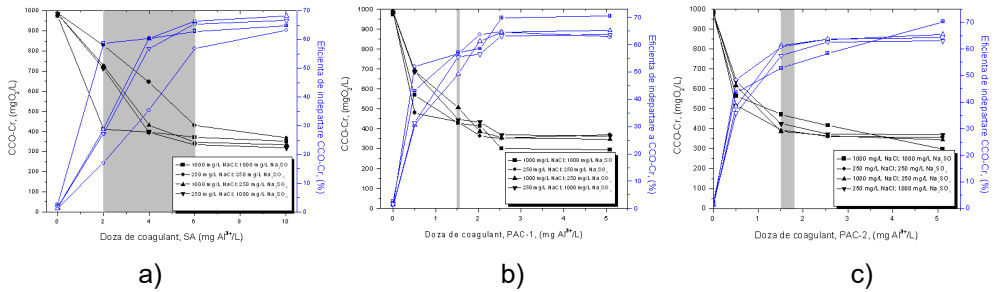 CCO-Cr, (mgO₂/L)
1000
900
800
700
600
500
400
300
200
100
0
0 2 4 6 8 10
Doza de coagulant, SA (mg Al³⁺/L)
70
60
50
40
30
20
10
0
Eficienta de indepartare CCO-Cr, (%)
1000 mg/L NaCl; 1000 mg/L Na₂SO
250 mg/L NaCl; 250 mg/L Na₂SO₄
1000 mg/L NaCl; 250 mg/L Na₂SO₄
250 mg/L NaCl; 1000 mg/L Na₂SO₄
a)
CCO-Cr, (mgO₂/L)
1000
900
800
700
600
500
400
300
200
100
0
0 1 2 3 4 5
Doza de coagulant, PAC-1, (mg Al³⁺/L)
70
60
50
40
30
20
10
0
Eficienta de indepartare a CCO-Cr, (%)
1000 mg/L NaCl; 1000 mg/L Na₂SO
250 mg/L NaCl; 250 mg/L Na₂SO₄
1000 mg/L NaCl; 250 mg/L Na₂SO₄
250 mg/L NaCl; 1000 mg/L Na₂SO₄
b)
CCO-Cr, (mgO₂/L)
1000
900
800
700
600
500
400
300
200
100
0
0 1 2 3 4 5
Doza de coagulant, PAC-2, (mg Al³⁺/L)
70
60
50
40
30
20
10
0
Eficienta de indepartare CCO-Cr, (%)
1000 mg/L NaCl; 1000 mg/L Na₂SO
250 mg/L NaCl; 250 mg/L Na₂SO₄
1000 mg/L NaCl; 250 mg/L Na₂SO₄
250 mg/L NaCl; 1000 mg/L Na₂SO₄
c)